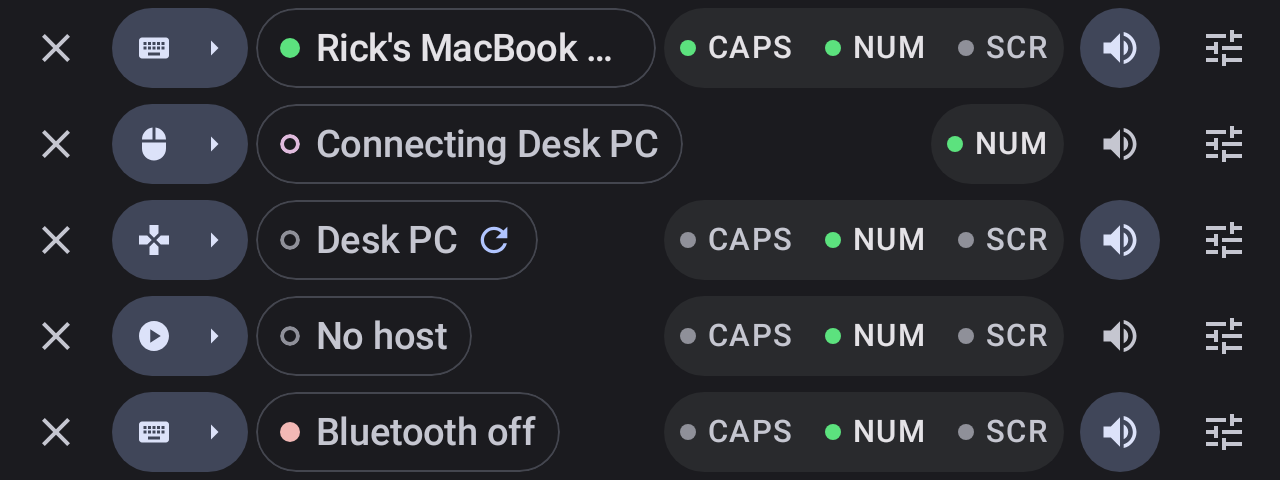 Rick's MacBook ... CAPS NUM SCR
Connecting Desk PC NUM
Desk PC CAPS NUM SCR
No host CAPS NUM SCR
Bluetooth off CAPS NUM SCR